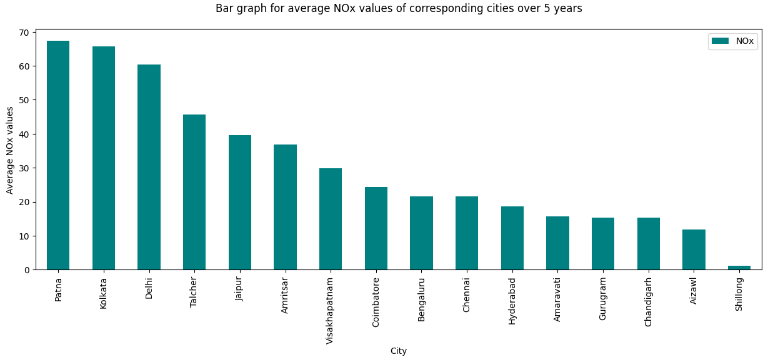 Bar graph for average NOx values of corresponding cities over 5 years
NOx
Average NOx values
70
60
50
40
30
20
10
0
Patna
Kolkata
Delhi
Talcher
Jaipur
Amritsar
Visakhapatnam
Coimbatore
Bengaluru
Chennai
Hyderabad
Amaravati
Gurugram
Chandigarh
Aizawl
Shillong
City